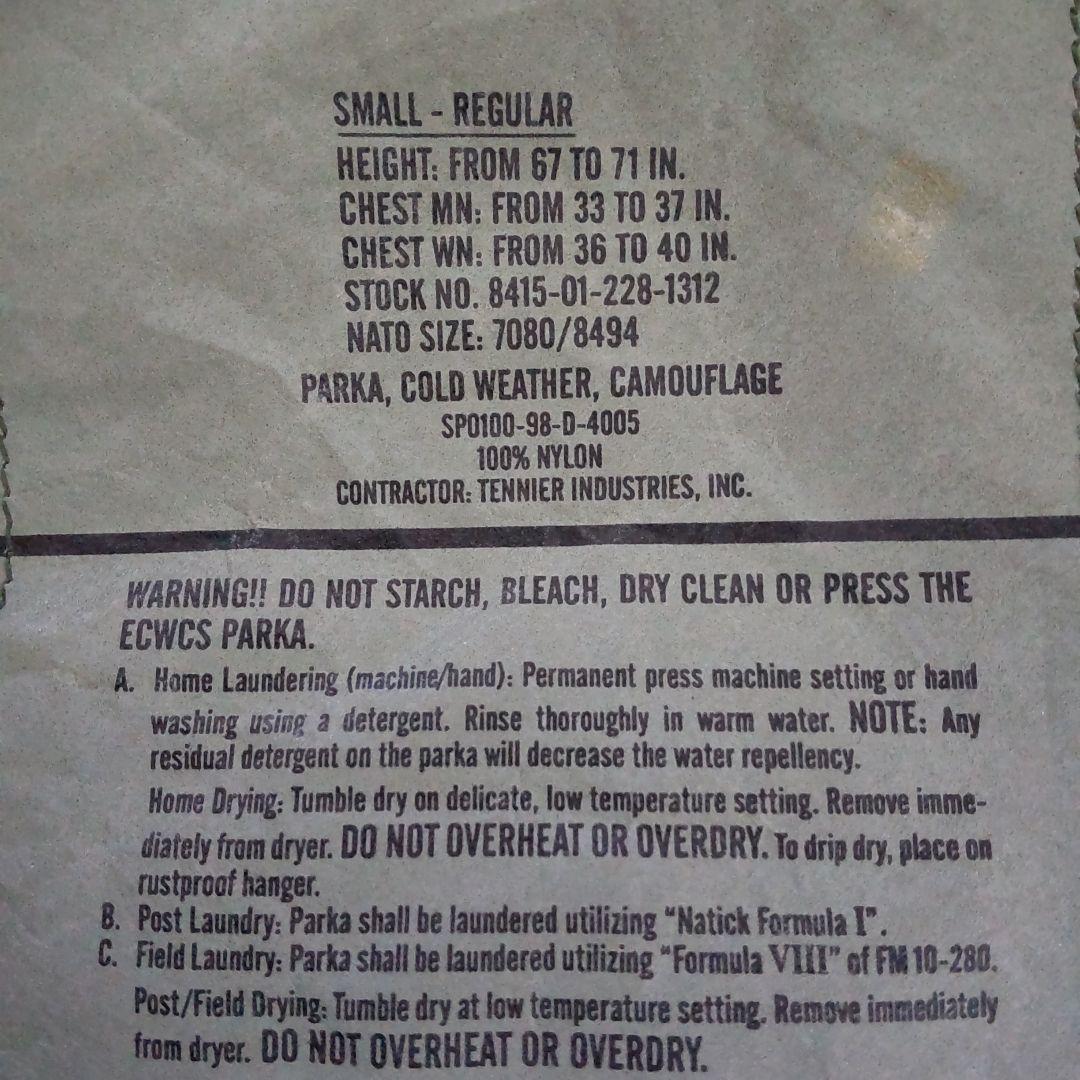 SMALL - REGULAR
HEIGHT: FROM 67 TO 71 IN.
CHEST MN: FROM 33 TO 37 IN.
CHEST WN: FROM 36 TO 40 IN.
STOCK NO. 8415-01-228-1312
NATO SIZE: 7080/8494
PARKA, COLD WEATHER, CAMOUFLAGE
SPO100-98-D-4005
100% NYLON
CONTRACTOR: TENNIER INDUSTRIES, INC.
WARNING!! DO NOT STARCH, BLEACH, DRY CLEAN OR PRESS THE
ECWCS PARKA.
A. Home Laundering (machine/hand): Permanent press machine setting or hand
washing using a detergent. Rinse thoroughly in warm water. NOTE: Any
residual detergent on the parka will decrease the water repellency.
Home Drying: Tumble dry on delicate, low temperature setting. Remove imme-
diately from dryer. DO NOT OVERHEAT OR OVERDRY. To drip dry, place on
rustproof hanger.
B. Post Laundry: Parka shall be laundered utilizing "Natick Formula I".
C. Field Laundry: Parka shall be laundered utilizing "Formula VIII" of FM 10-280.
Post/Field Drying: Tumble dry at low temperature setting. Remove immediately
from dryer. DO NOT OVERHEAT OR OVERDRY.